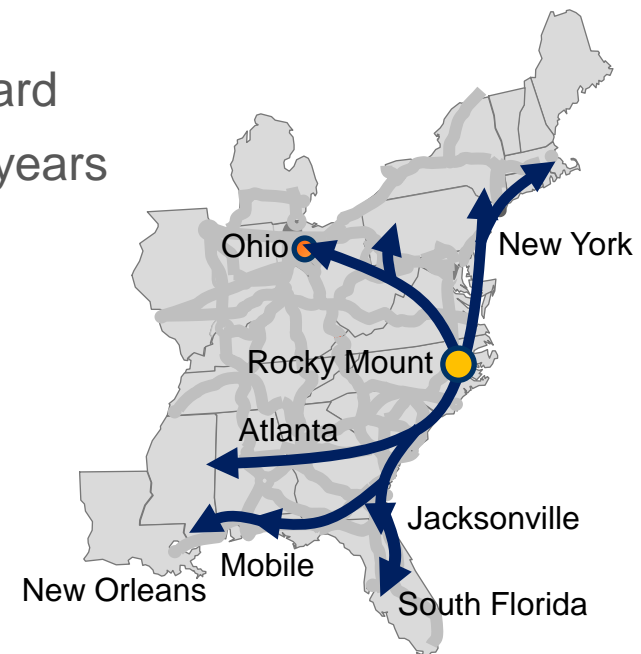 ard
years
Ohio
New York
Rocky Mount
Atlanta
Jacksonville
Mobile
New Orleans
South Florida